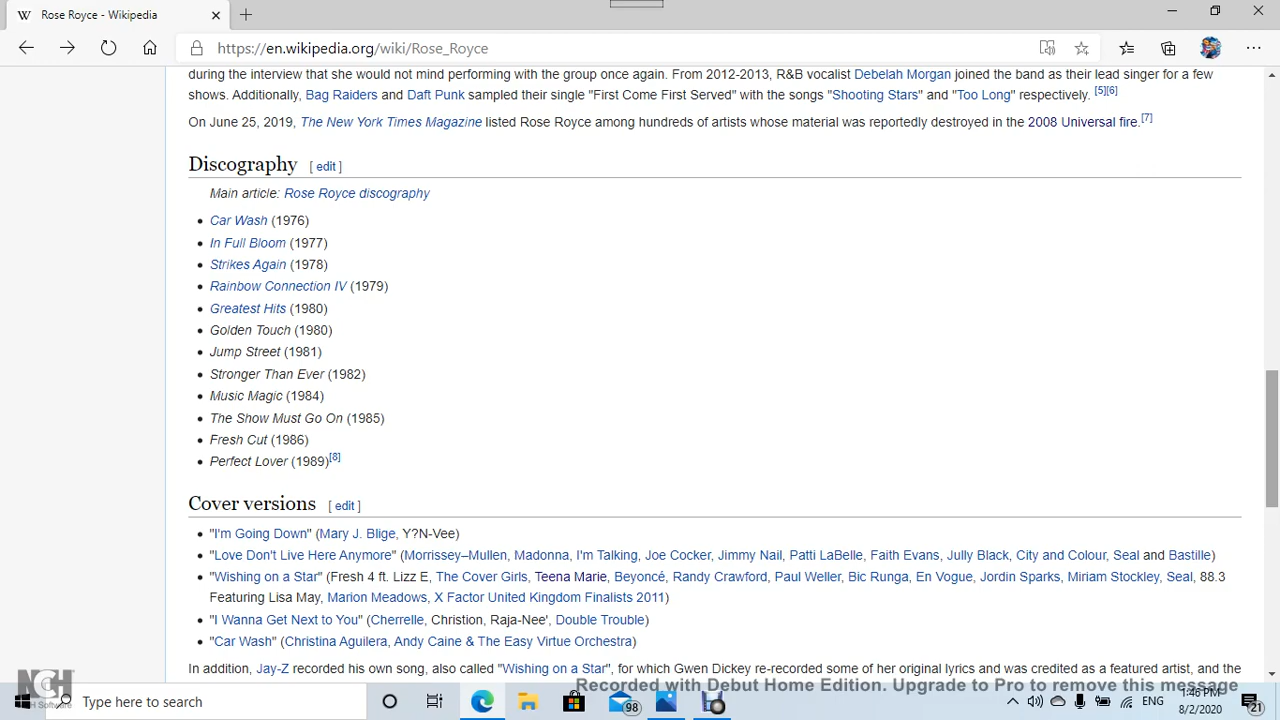 Rose Royce - Wikipedia
https://en.wikipedia.org/wiki/Rose_Royce
during the interview that she would not mind performing with the group once again. From 2012-2013, R&B vocalist Debelah Morgan joined the band as their lead singer for a few
shows. Additionally, Bag Raiders and Daft Punk sampled their single "First Come First Served" with the songs "Shooting Stars" and "Too Long" respectively. [5][6]
On June 25, 2019, The New York Times Magazine listed Rose Royce among hundreds of artists whose material was reportedly destroyed in the 2008 Universal fire.[7]
Discography [ edit ]
Main article: Rose Royce discography
Car Wash (1976)
In Full Bloom (1977)
Strikes Again (1978)
Rainbow Connection IV (1979)
Greatest Hits (1980)
Golden Touch (1980)
Jump Street (1981)
Stronger Than Ever (1982)
Music Magic (1984)
The Show Must Go On (1985)
Fresh Cut (1986)
Perfect Lover (1989)[8]
Cover versions [ edit ]
"I'm Going Down" (Mary J. Blige, Y?N-Vee)
"Love Don't Live Here Anymore" (Morrissey–Mullen, Madonna, I'm Talking, Joe Cocker, Jimmy Nail, Patti LaBelle, Faith Evans, Jully Black, City and Colour, Seal and Bastille)
"Wishing on a Star" (Fresh 4 ft. Lizz E, The Cover Girls, Teena Marie, Beyoncé, Randy Crawford, Paul Weller, Bic Runga, En Vogue, Jordin Sparks, Miriam Stockley, Seal, 88.3
Featuring Lisa May, Marion Meadows, X Factor United Kingdom Finalists 2011)
"I Wanna Get Next to You" (Cherrelle, Christion, Raja-Nee', Double Trouble)
"Car Wash" (Christina Aguilera, Andy Caine & The Easy Virtue Orchestra)
In addition, Jay-Z recorded his own song, also called "Wishing on a Star", for which Gwen Dickey re-recorded some of her original lyrics and was credited as a featured artist, and the
Recorded with Debut Home Edition. Upgrade to Pro to remove this message
NCH Software
Type here to search
98
ENG
1:46 PM
8/2/2020
21